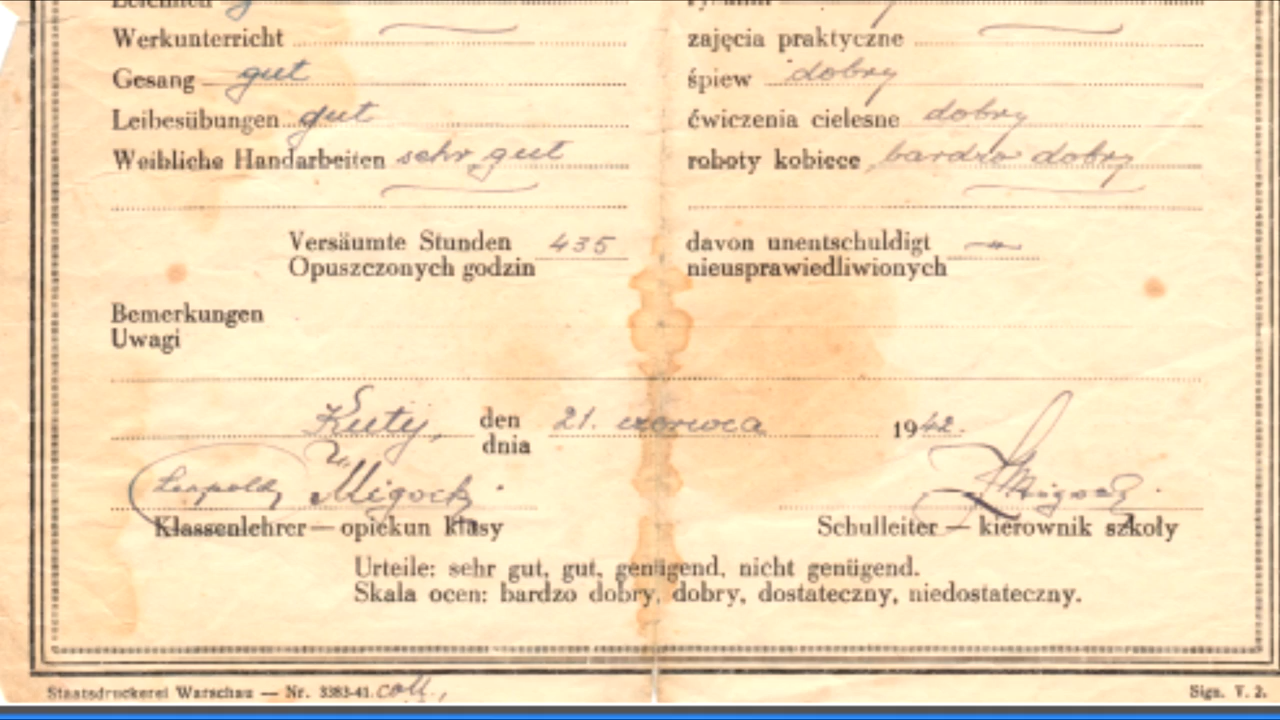 Werkunterricht zajęcia praktyczne
Gesang gut śpiew dobry
Leibesübungen gut ćwiczenia cielesne dobry
Weibliche Handarbeiten sehr gut roboty kobiece bardzo dobry
Versäumte Stunden 435 davon unentschuldigt —
Opuszczonych godzin nieusprawiedliwionych
Bemerkungen
Uwagi
Kuty, den 21. czerwca 1942.
dnia
Klassenlehrer — opiekun klasy Schulleiter — kierownik szkoły
Urteile: sehr gut, gut, genügend, nicht genügend.
Skala ocen: bardzo dobry, dobry, dostateczny, niedostateczny.
Staatsdruckerei Warschau — Nr. 3383-41. Sign. V. 2.